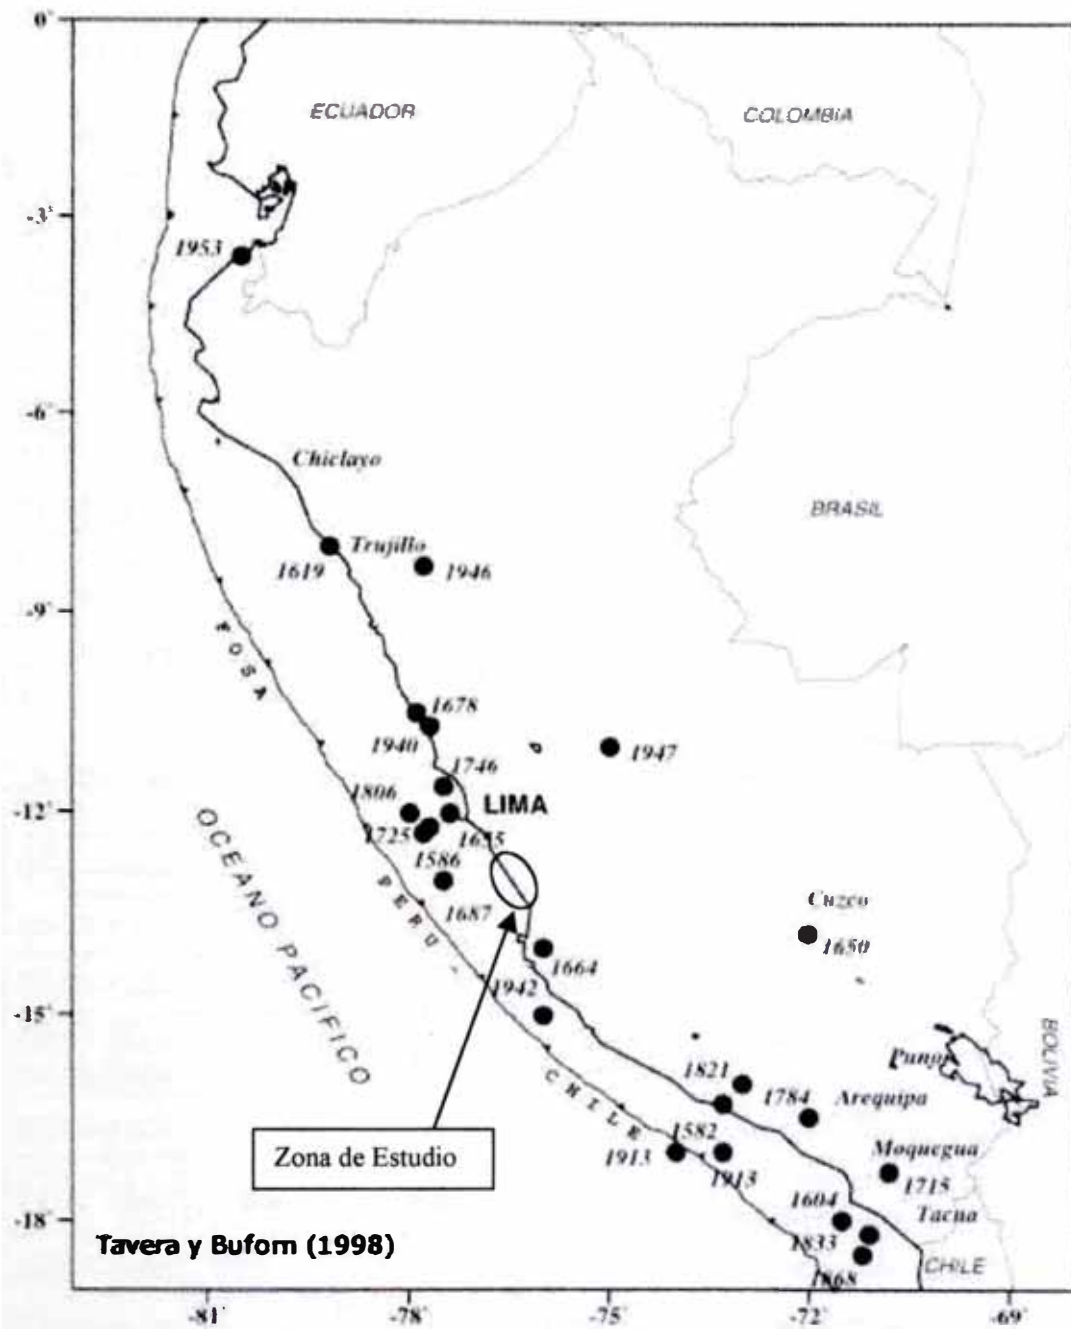 0°
ECUADOR
COLOMBIA
-3°
1953
-6°
Chiclayo
BRASIL
Trujillo
1619
1946
-9°
FOSA
1678
1940
1947
1746
1806
LIMA
-12°
1725
1655
1586
OCEANO PACIFICO
PERU -
1687
Cuzco
1650
1664
1942
-15°
BOLIVIA
Puno
1821
1784
Arequipa
CHILE
1582
Moquegua
1913
1913
1715
Zona de Estudio
1604
Tacna
-18°
1833
Tavera y Buforn (1998)
CHILE
1868
-81°
-78°
-75°
-72°
-69°